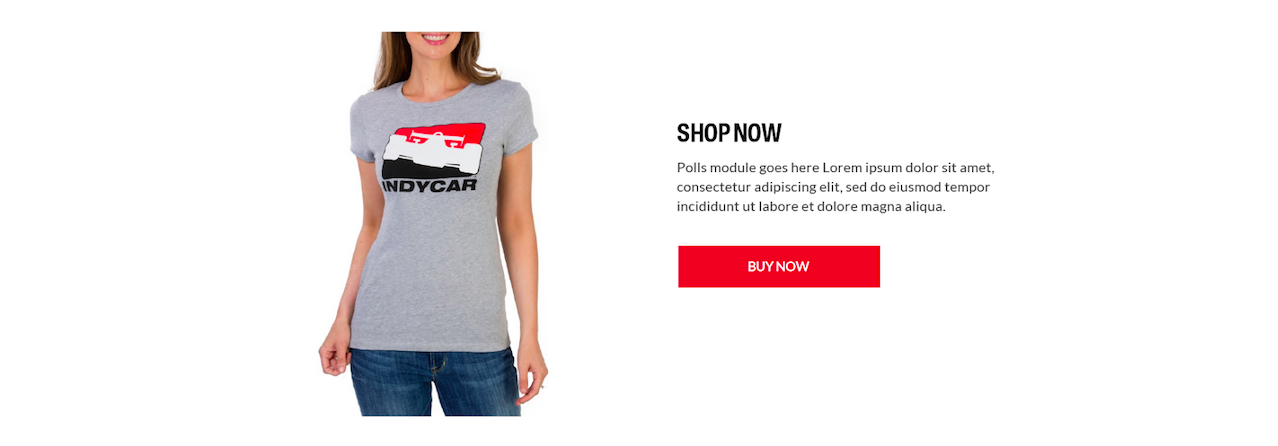 INDYCAR
SHOP NOW
Polls module goes here Lorem ipsum dolor sit amet,
consectetur adipiscing elit, sed do eiusmod tempor
incididunt ut labore et dolore magna aliqua.
BUY NOW